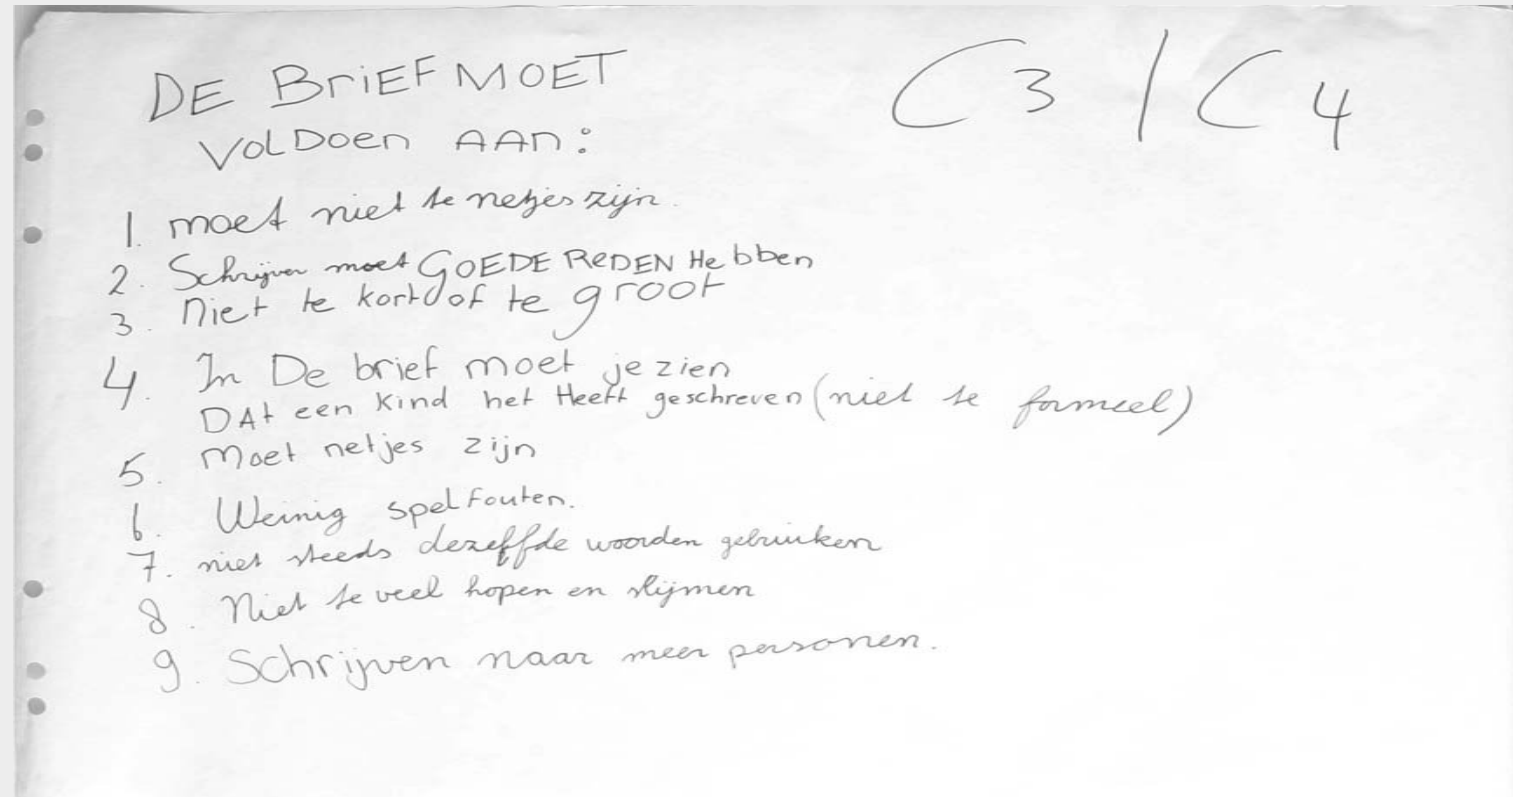 DE BriEF MOET
C3 / C4
VolDoen AAn:
1. moet niet te netjes zijn.
2. Schrijver moet GOEDE ReDEN Hebben
3. niet te kort of te groot
4. In De brief moet je zien
DAt een kind het Heeft geschreven (niet te formeel)
5. Moet netjes zijn
6. Weinig spelfouten.
7. niet steeds dezeffde woorden gebruiken
8. Niet te veel hopen en slijmen
9. Schrijven naar meer personen.